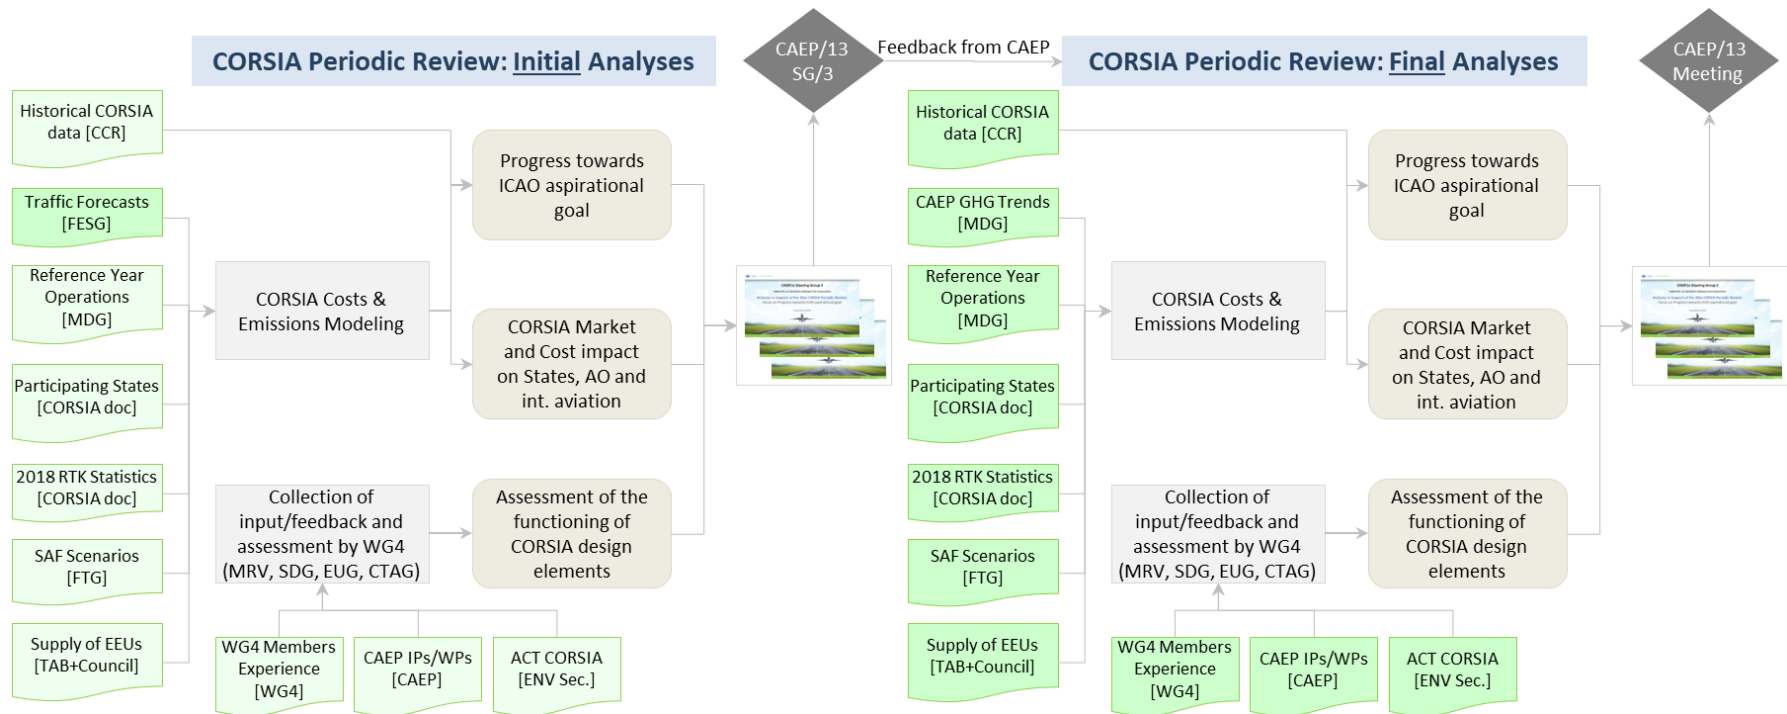 CORSIA Periodic Review: Initial Analyses
CAEP/13
SG/3
Feedback from CAEP
CORSIA Periodic Review: Final Analyses
CAEP/13
Meeting
Historical CORSIA
data [CCR]
Traffic Forecasts
[FESG]
Reference Year
Operations
[MDG]
Participating States
[CORSIA doc]
2018 RTK Statistics
[CORSIA doc]
SAF Scenarios
[FTG]
Supply of EEUs
[TAB+Council]
CORSIA Costs &
Emissions Modeling
Collection of
input/feedback and
assessment by WG4
(MRV, SDG, EUG, CTAG)
WG4 Members
Experience
[WG4]
CAEP IPs/WPs
[CAEP]
ACT CORSIA
[ENV Sec.]
Progress towards
ICAO aspirational
goal
CORSIA Market
and Cost impact
on States, AO and
int. aviation
Assessment of the
functioning of
CORSIA design
elements
Historical CORSIA
data [CCR]
CAEP GHG Trends
[MDG]
Reference Year
Operations
[MDG]
Participating States
[CORSIA doc]
2018 RTK Statistics
[CORSIA doc]
SAF Scenarios
[FTG]
Supply of EEUs
[TAB+Council]
CORSIA Costs &
Emissions Modeling
Collection of
input/feedback and
assessment by WG4
(MRV, SDG, EUG, CTAG)
WG4 Members
Experience
[WG4]
CAEP IPs/WPs
[CAEP]
ACT CORSIA
[ENV Sec.]
Progress towards
ICAO aspirational
goal
CORSIA Market
and Cost impact
on States, AO and
int. aviation
Assessment of the
functioning of
CORSIA design
elements